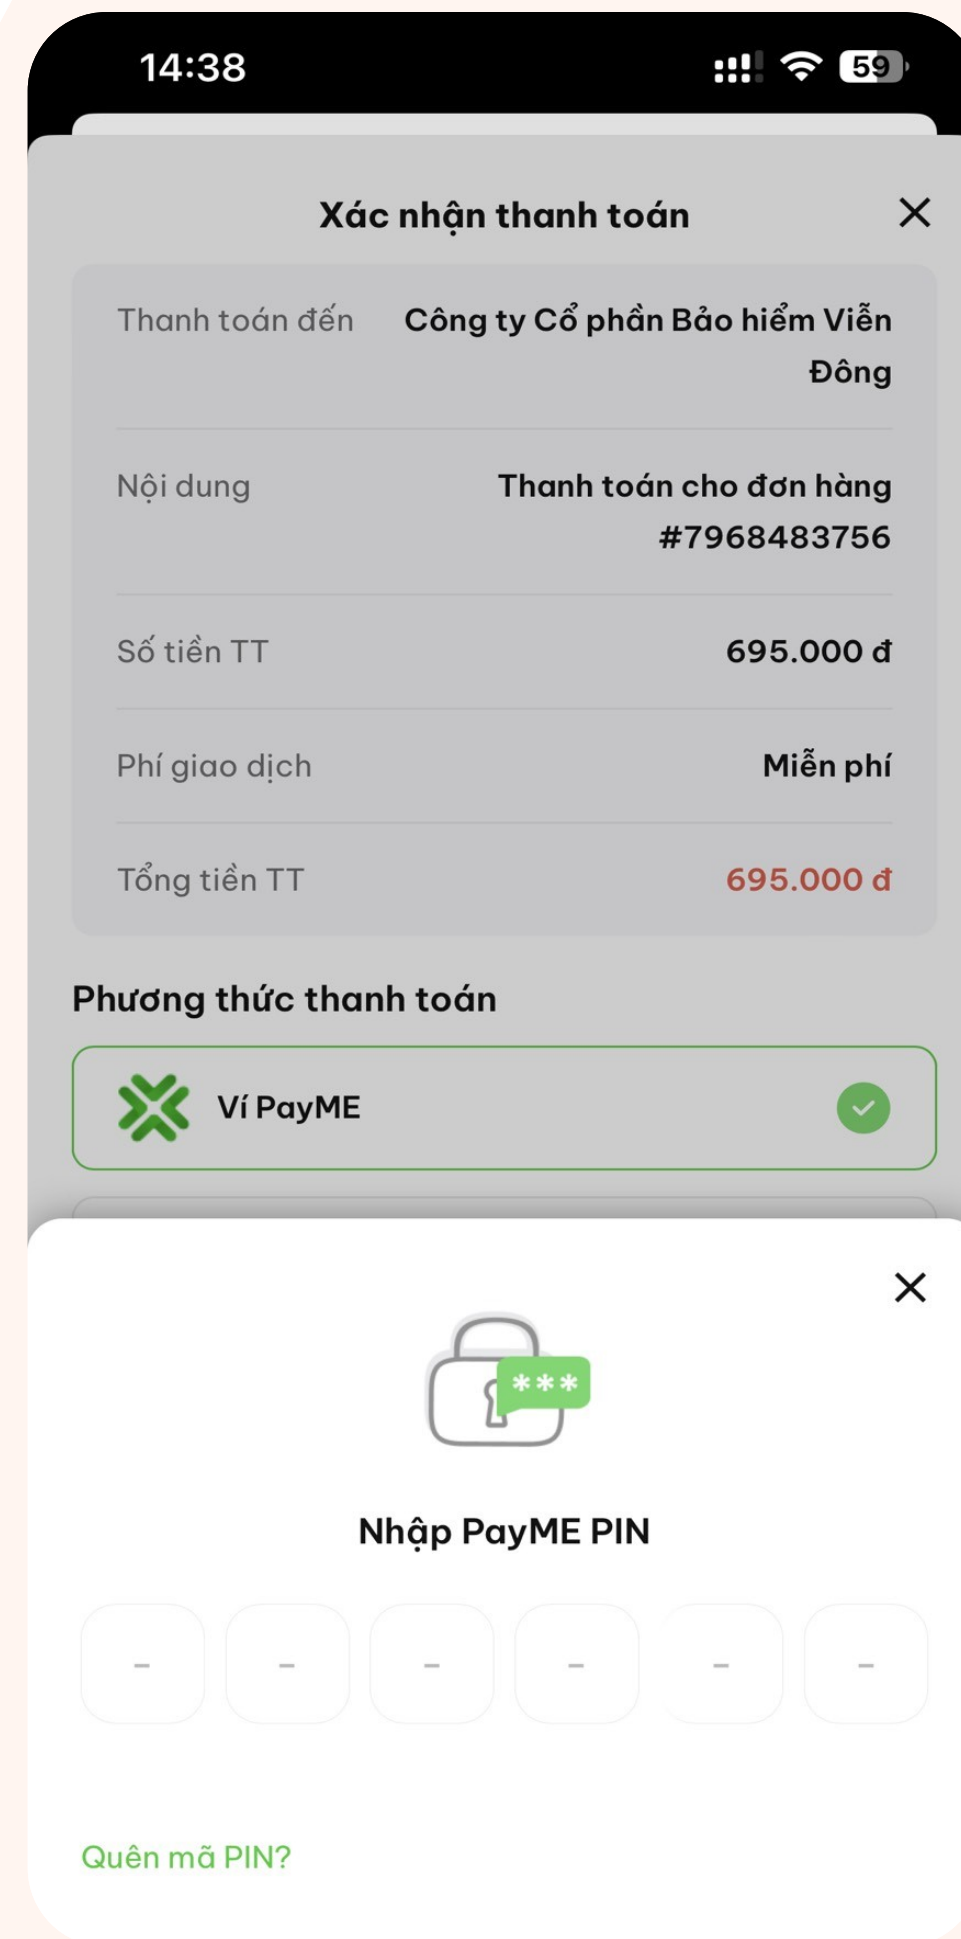 14:38
59
Xác nhận thanh toán
Thanh toán đến
Công ty Cổ phần Bảo hiểm Viễn
Đông
Nội dung
Thanh toán cho đơn hàng
#7968483756
Số tiền TT
695.000 đ
Phí giao dịch
Miễn phí
Tổng tiền TT
695.000 đ
Phương thức thanh toán
Ví PayME
***
Nhập PayME PIN
- - - - - -
Quên mã PIN?